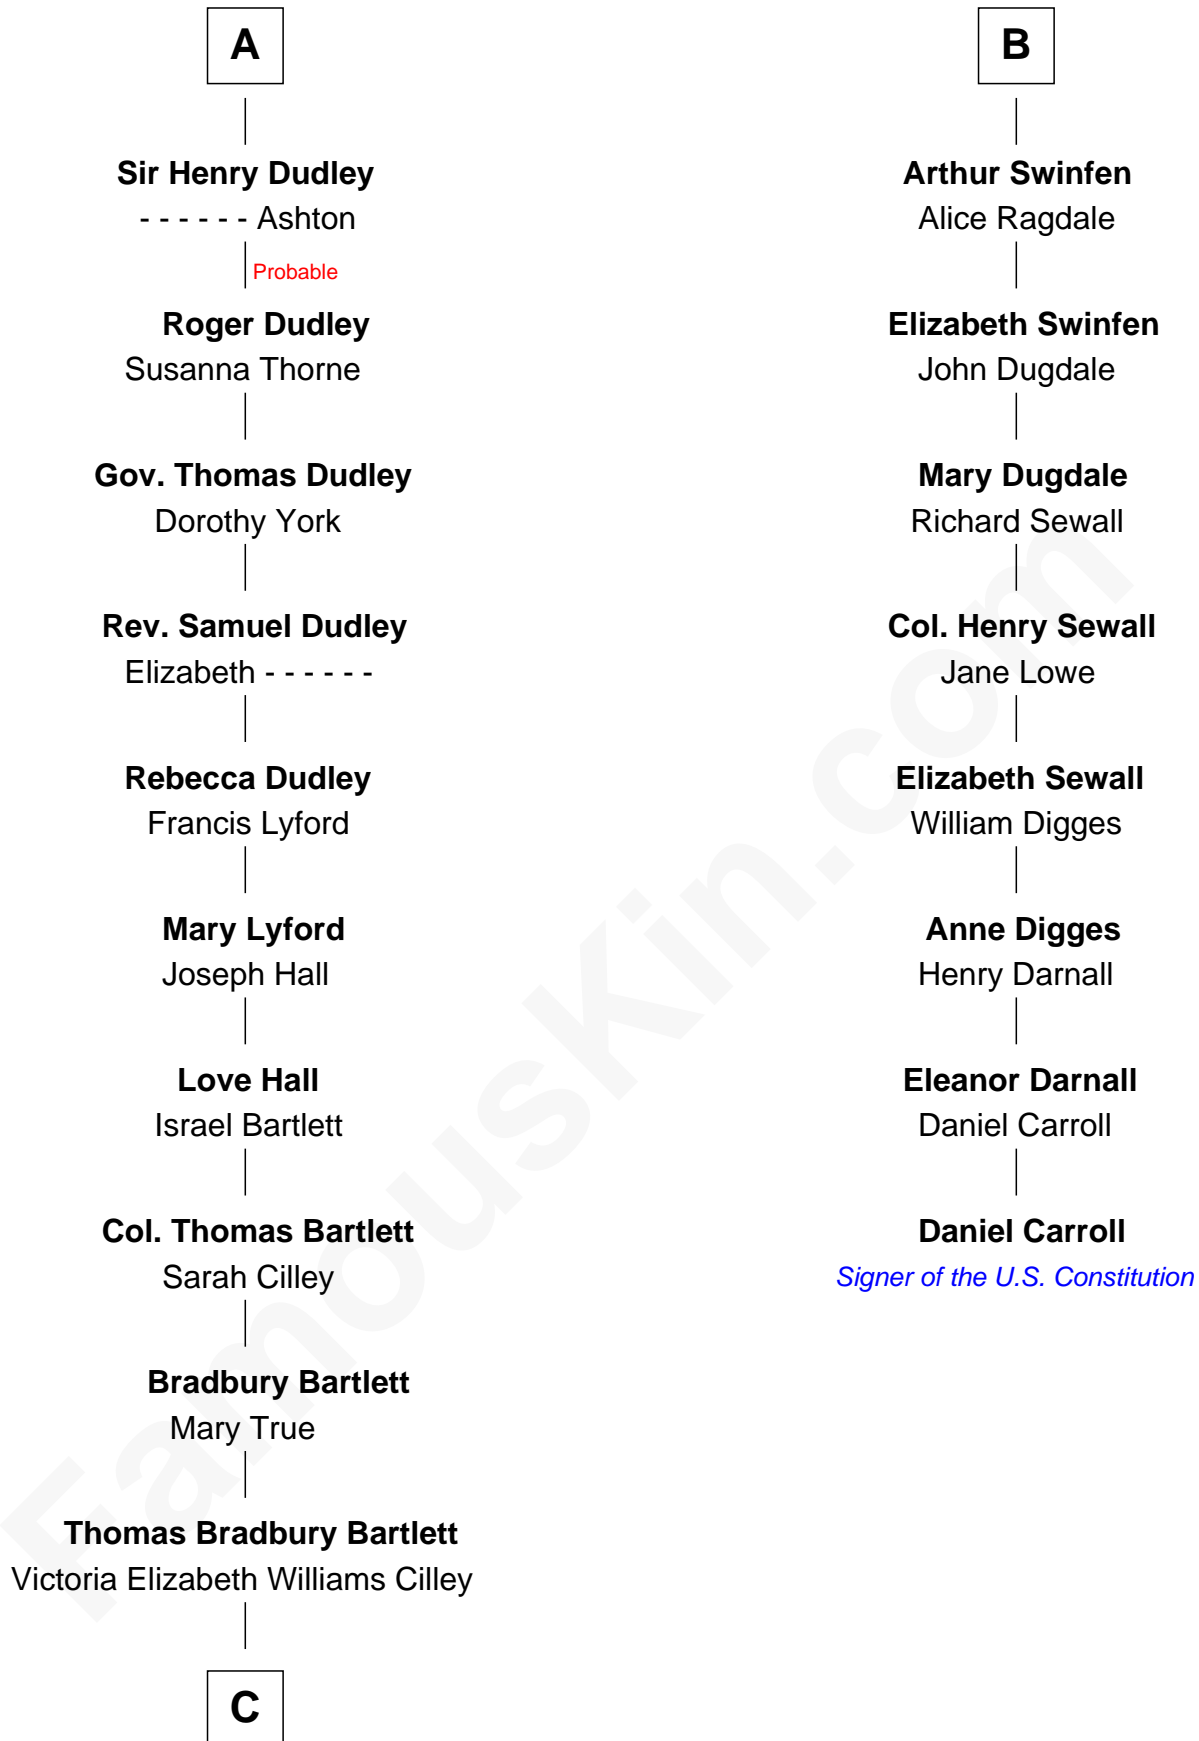 A
Sir Henry Dudley
- - - - - - Ashton
Probable
Roger Dudley
Susanna Thorne
Gov. Thomas Dudley
Dorothy York
Rev. Samuel Dudley
Elizabeth - - - - - -
Rebecca Dudley
Francis Lyford
Mary Lyford
Joseph Hall
Love Hall
Israel Bartlett
Col. Thomas Bartlett
Sarah Cilley
Bradbury Bartlett
Mary True
Thomas Bradbury Bartlett
Victoria Elizabeth Williams Cilley
C
B
Arthur Swinfen
Alice Ragdale
Elizabeth Swinfen
John Dugdale
Mary Dugdale
Richard Sewall
Col. Henry Sewall
Jane Lowe
Elizabeth Sewall
William Digges
Anne Digges
Henry Darnall
Eleanor Darnall
Daniel Carroll
Daniel Carroll
Signer of the U.S. Constitution
FamousKin.com